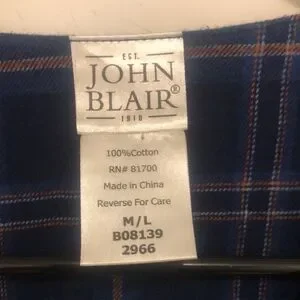 EST.
JOHN
BLAIR®
1910
100%Cotton
RN# 81700
Made in China
Reverse For Care
M/L
B08139
2966